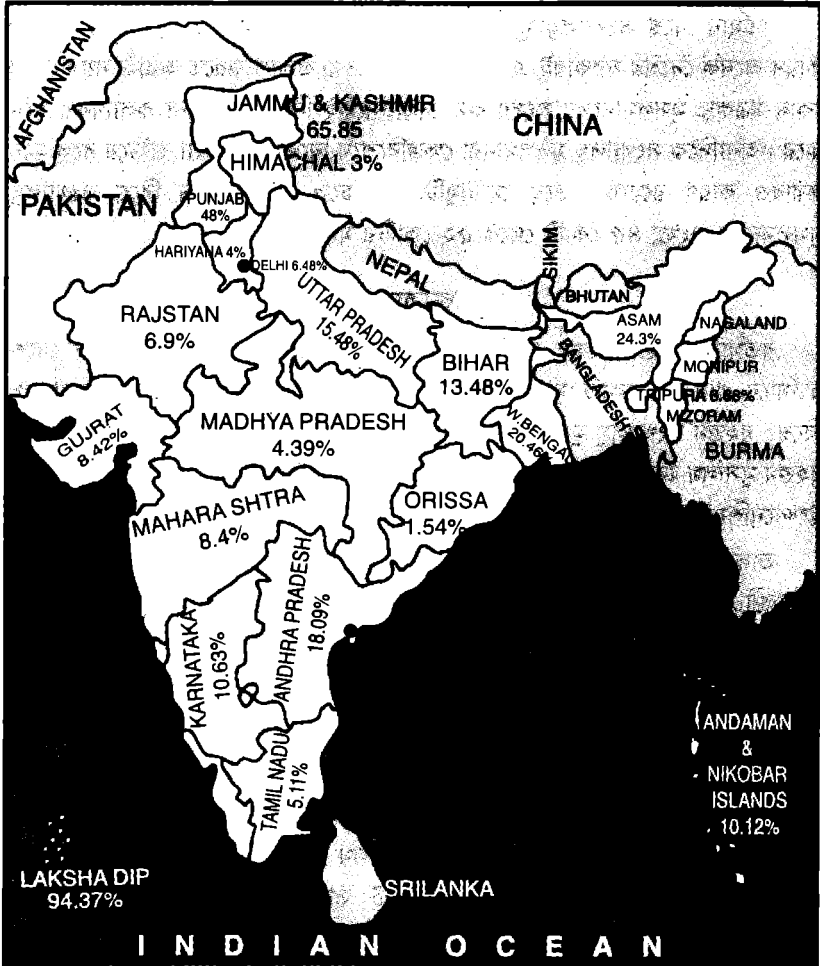 AFGHANISTAN
JAMMU & KASHMIR
65.85
CHINA
HIMACHAL 3%
PUNJAB
48%
PAKISTAN
HARIYANA 4%
DELHI 6.48%
NEPAL
SIKIM
BHUTAN
UTTAR PRADESH
15.48%
RAJSTAN
6.9%
ASAM
24.3%
NAGALAND
BIHAR
13.48%
BANGLADESH
MONIPUR
TRIPURA 6.68%
MIZORAM
GUJRAT
8.42%
MADHYA PRADESH
4.39%
W.BENGAL
20.46%
BURMA
MAHARA SHTRA
8.4%
ORISSA
1.54%
KARNATAKA
10.63%
ANDHRA PRADESH
18.09%
TAMIL NADU
5.11%
ANDAMAN
&
NIKOBAR
ISLANDS
10.12%
LAKSHA DIP
94.37%
SRILANKA
INDIAN OCEAN